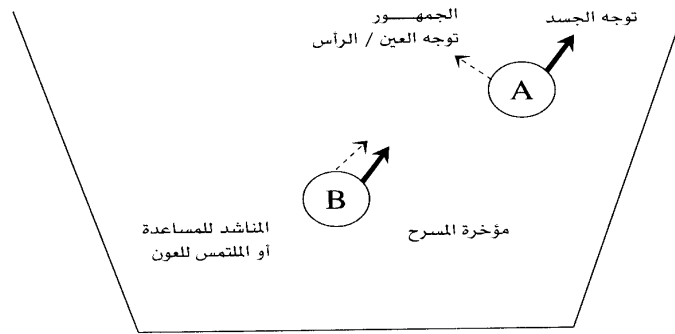 الجمهـــــور
توجه العين / الرأس
توجه الجسد
A
B
المناشد للمساعدة
أو الملتمس للعون
مؤخرة المسرح